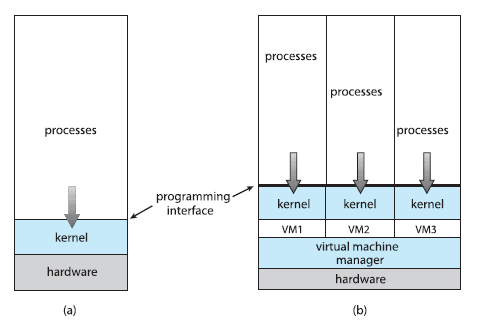 processes
kernel
hardware
(a)
programming
interface
processes
processes
processes
kernel kernel kernel
VM1 VM2 VM3
virtual machine
manager
hardware
(b)